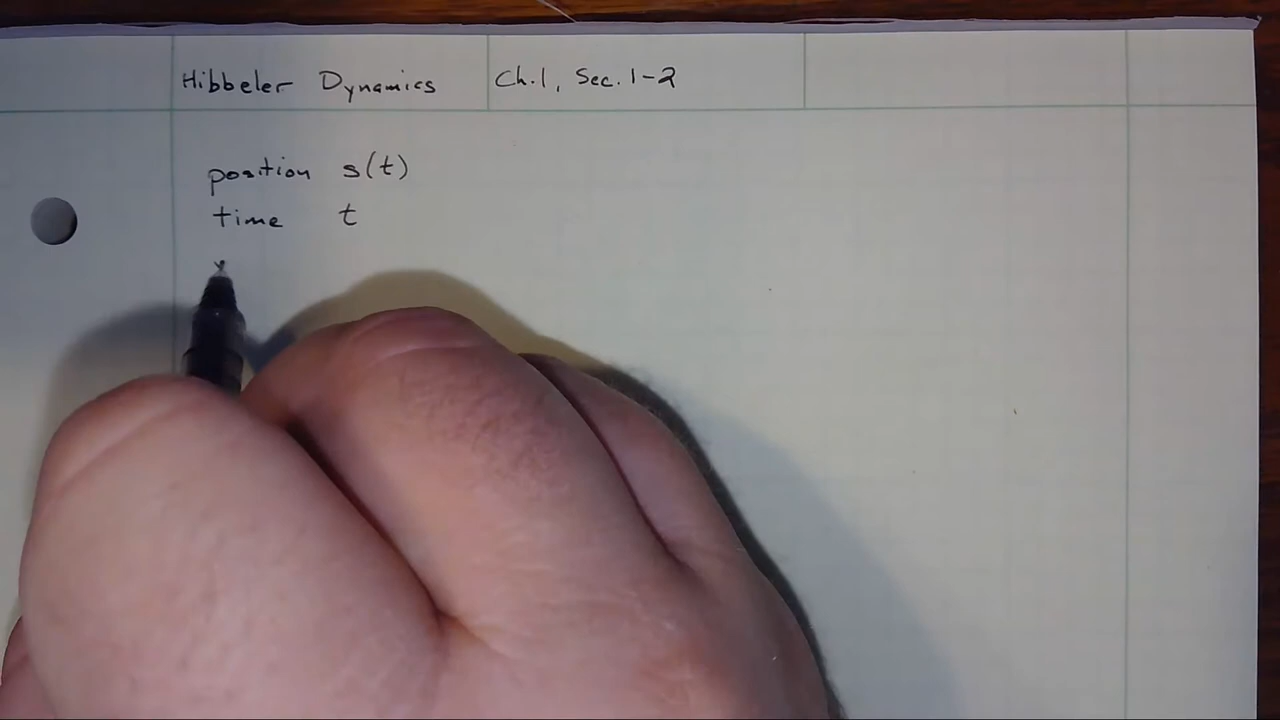 Hibbeler Dynamics
Ch.1, Sec. 1-2
position s(t)
time t
v